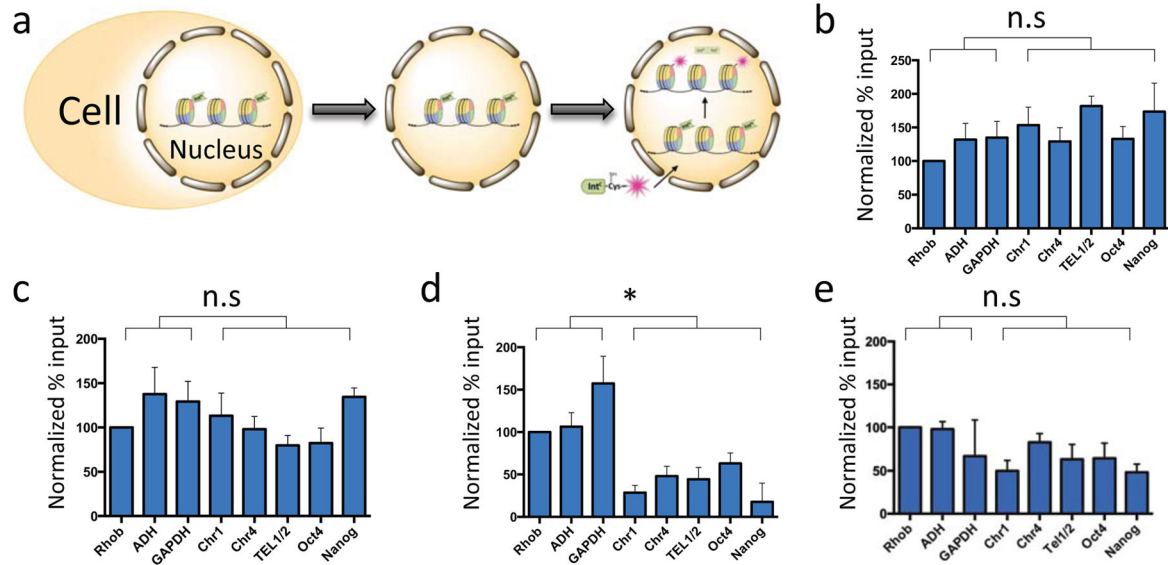 a
Cell
Nucleus
Int^C
Cys
b
n.s
Normalized % input
250
200
150
100
50
0
Rhob
ADH
GAPDH
Chr1
Chr4
TEL1/2
Oct4
Nanog
c
n.s
Normalized % input
200
150
100
50
0
Rhob
ADH
GAPDH
Chr1
Chr4
TEL1/2
Oct4
Nanog
d
*
Normalized % input
200
150
100
50
0
Rhob
ADH
GAPDH
Chr1
Chr4
TEL1/2
Oct4
Nanog
e
n.s
Normalized % input
200
150
100
50
0
Rhob
ADH
GAPDH
Chr1
Chr4
Tel1/2
Oct4
Nanog